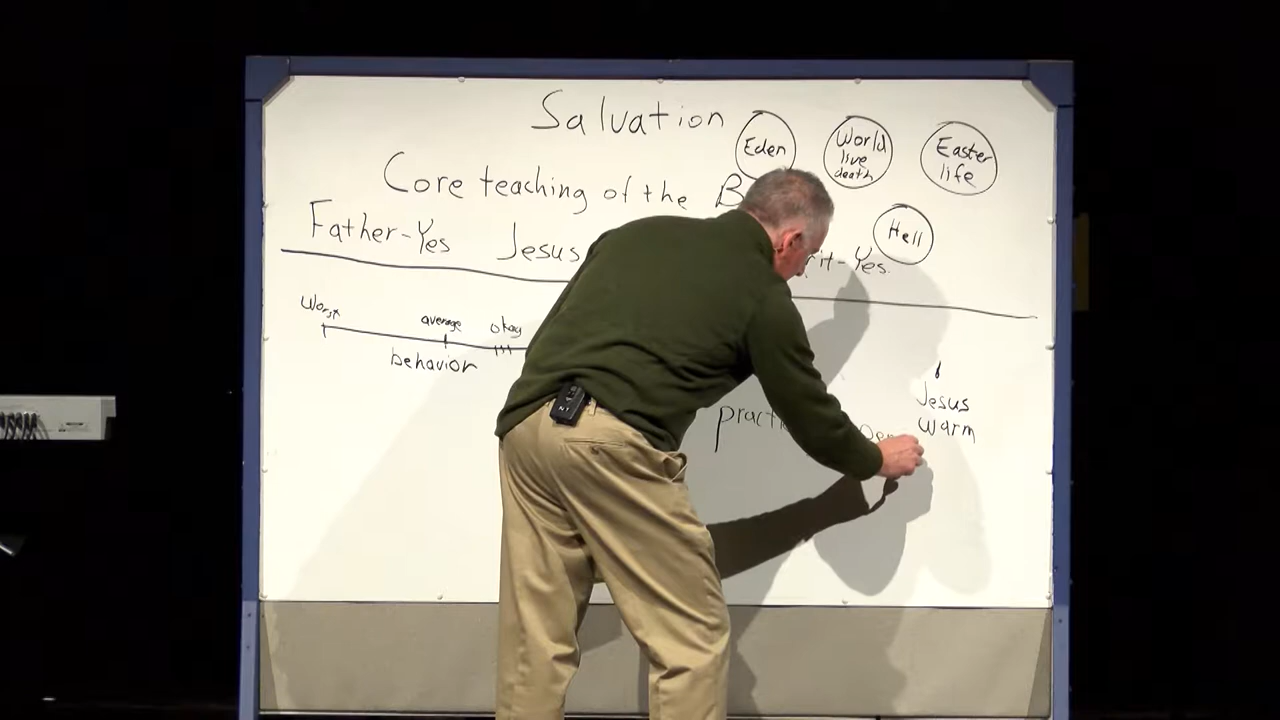 Salvation
Eden
World
live
death
Easter
life
Core teaching of the B
Hell
Father-Yes Jesus rit-Yes.
Worst average okay
behavior
Jesus
warm
practi